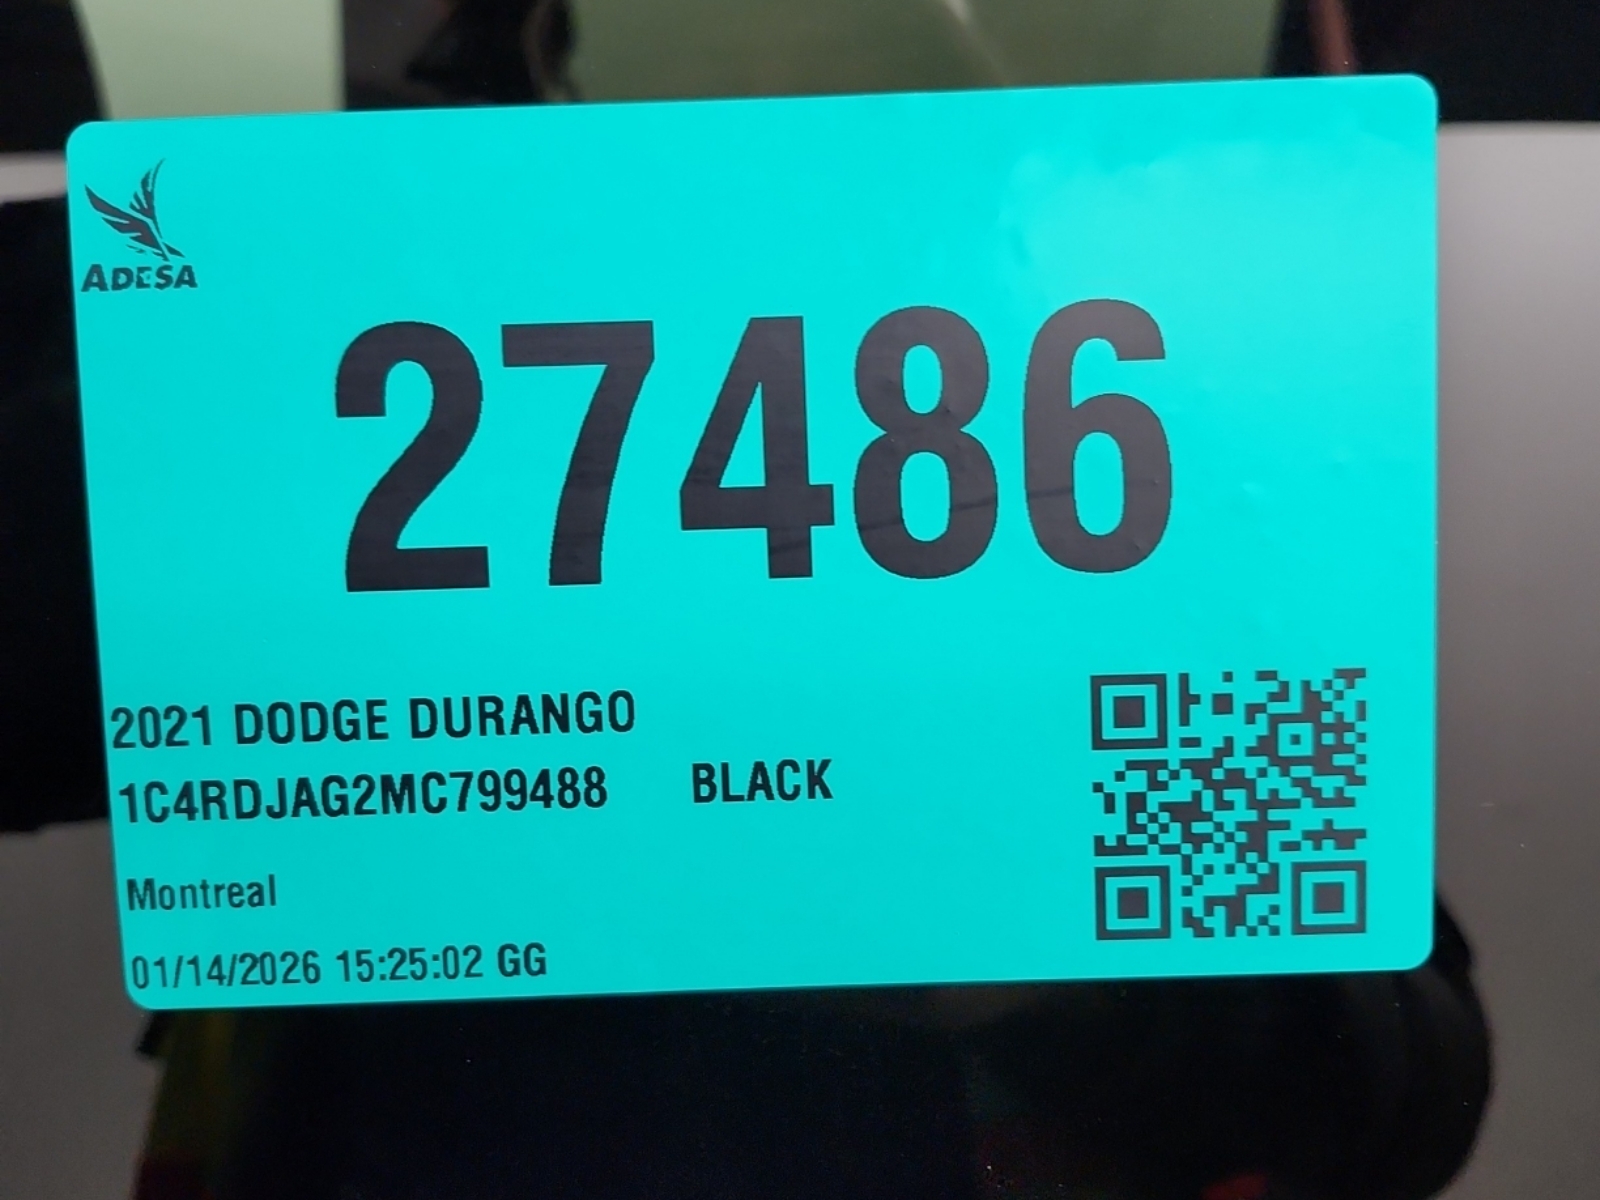 ADESA
27486
2021 DODGE DURANGO
1C4RDJAG2MC799488 BLACK
Montreal
01/14/2026 15:25:02 GG